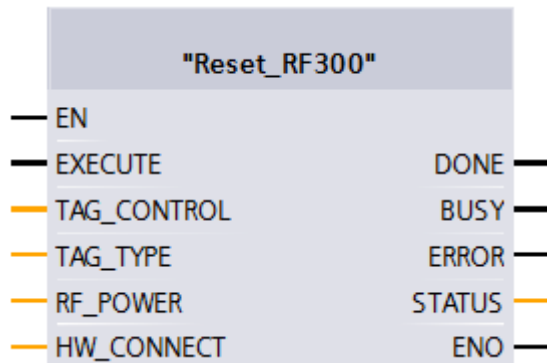 "Reset_RF300"
EN
EXECUTE DONE
TAG_CONTROL BUSY
TAG_TYPE ERROR
RF_POWER STATUS
HW_CONNECT ENO